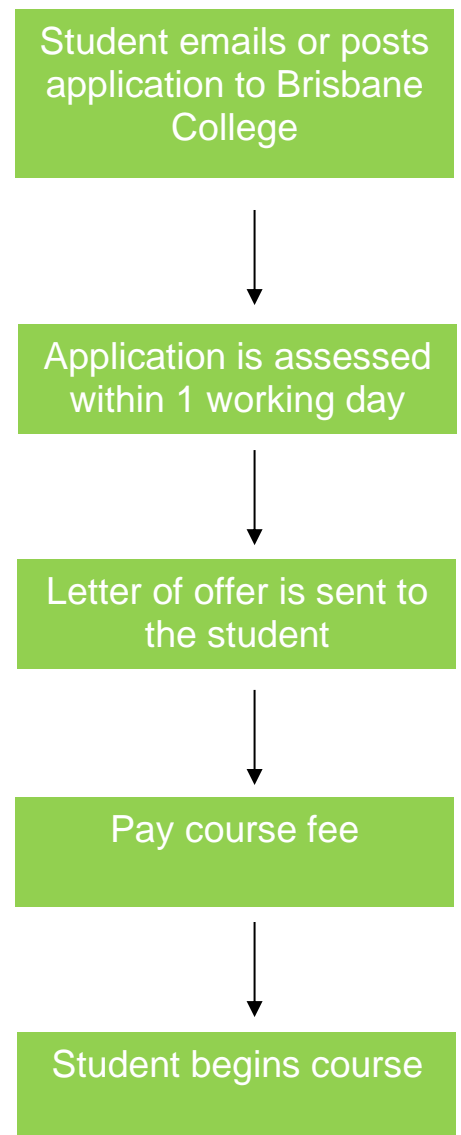 Student emails or posts
application to Brisbane
College
Application is assessed
within 1 working day
Letter of offer is sent to
the student
Pay course fee
Student begins course